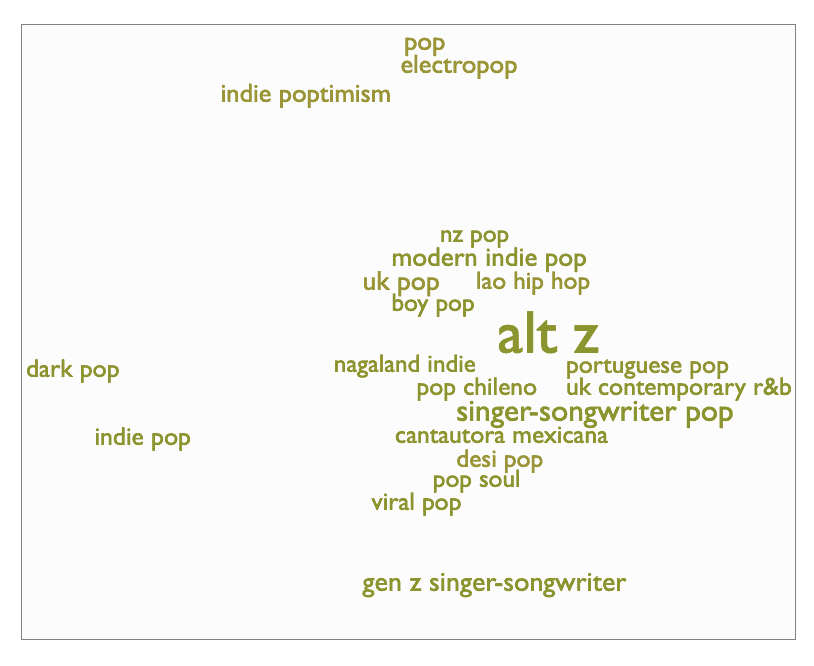 pop
electropop
indie poptimism
nz pop
modern indie pop
uk pop
lao hip hop
boy pop
alt z
nagaland indie
portuguese pop
dark pop
pop chileno
uk contemporary r&b
singer-songwriter pop
cantautora mexicana
indie pop
desi pop
pop soul
viral pop
gen z singer-songwriter